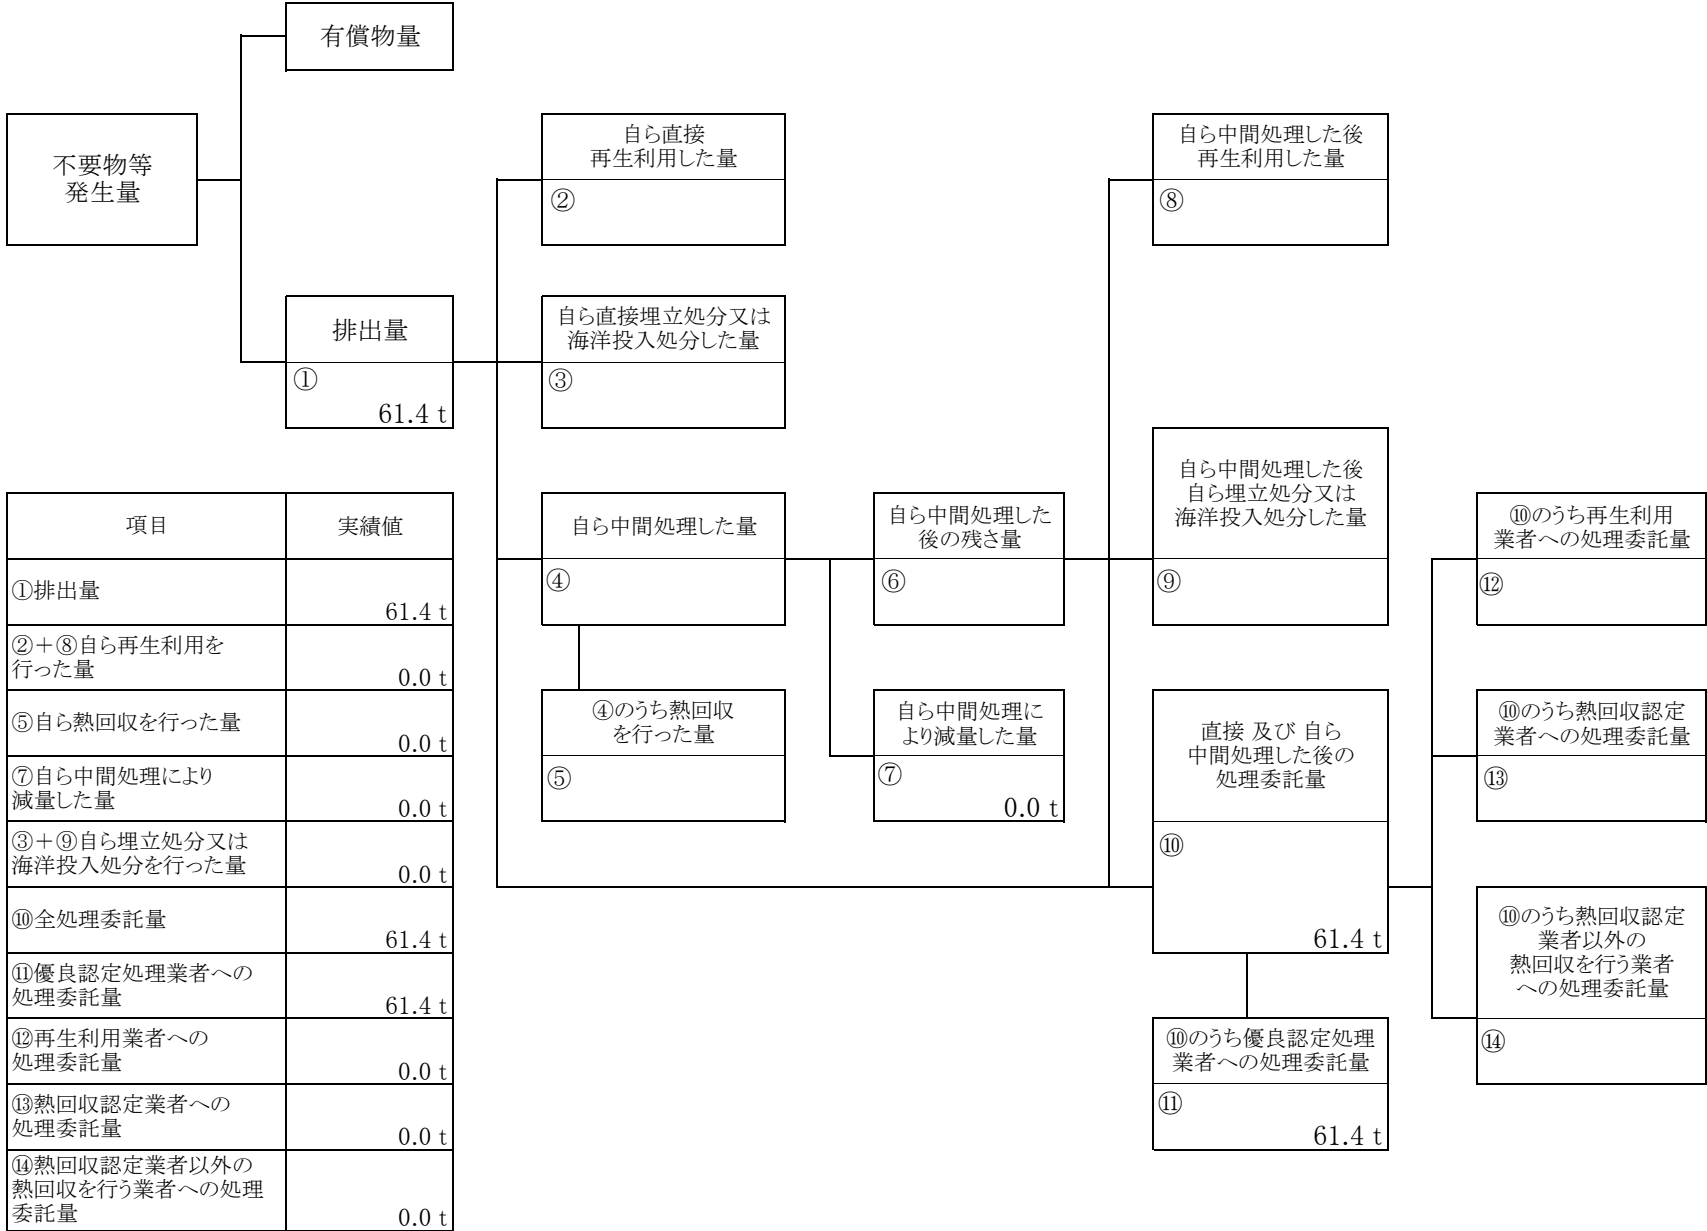 有償物量
不要物等
発生量
自ら直接
再生利用した量
②
自ら中間処理した後
再生利用した量
⑧
排出量
①
61.4 t
自ら直接埋立処分又は
海洋投入処分した量
③
自ら中間処理した量
④
自ら中間処理した
後の残さ量
⑥
自ら中間処理した後
自ら埋立処分又は
海洋投入処分した量
⑨
⑩のうち再生利用
業者への処理委託量
⑫
④のうち熱回収
を行った量
⑤
自ら中間処理に
より減量した量
⑦
0.0 t
直接 及び 自ら
中間処理した後の
処理委託量
⑩
61.4 t
⑩のうち熱回収認定
業者への処理委託量
⑬
⑩のうち熱回収認定
業者以外の
熱回収を行う業者
への処理委託量
⑭
⑩のうち優良認定処理
業者への処理委託量
⑪
61.4 t
項目 実績値
①排出量
61.4 t
②＋⑧自ら再生利用を
行った量
0.0 t
⑤自ら熱回収を行った量
0.0 t
⑦自ら中間処理により
減量した量
0.0 t
③＋⑨自ら埋立処分又は
海洋投入処分を行った量
0.0 t
⑩全処理委託量
61.4 t
⑪優良認定処理業者への
処理委託量
61.4 t
⑫再生利用業者への
処理委託量
0.0 t
⑬熱回収認定業者への
処理委託量
0.0 t
⑭熱回収認定業者以外の
熱回収を行う業者への処理
委託量
0.0 t